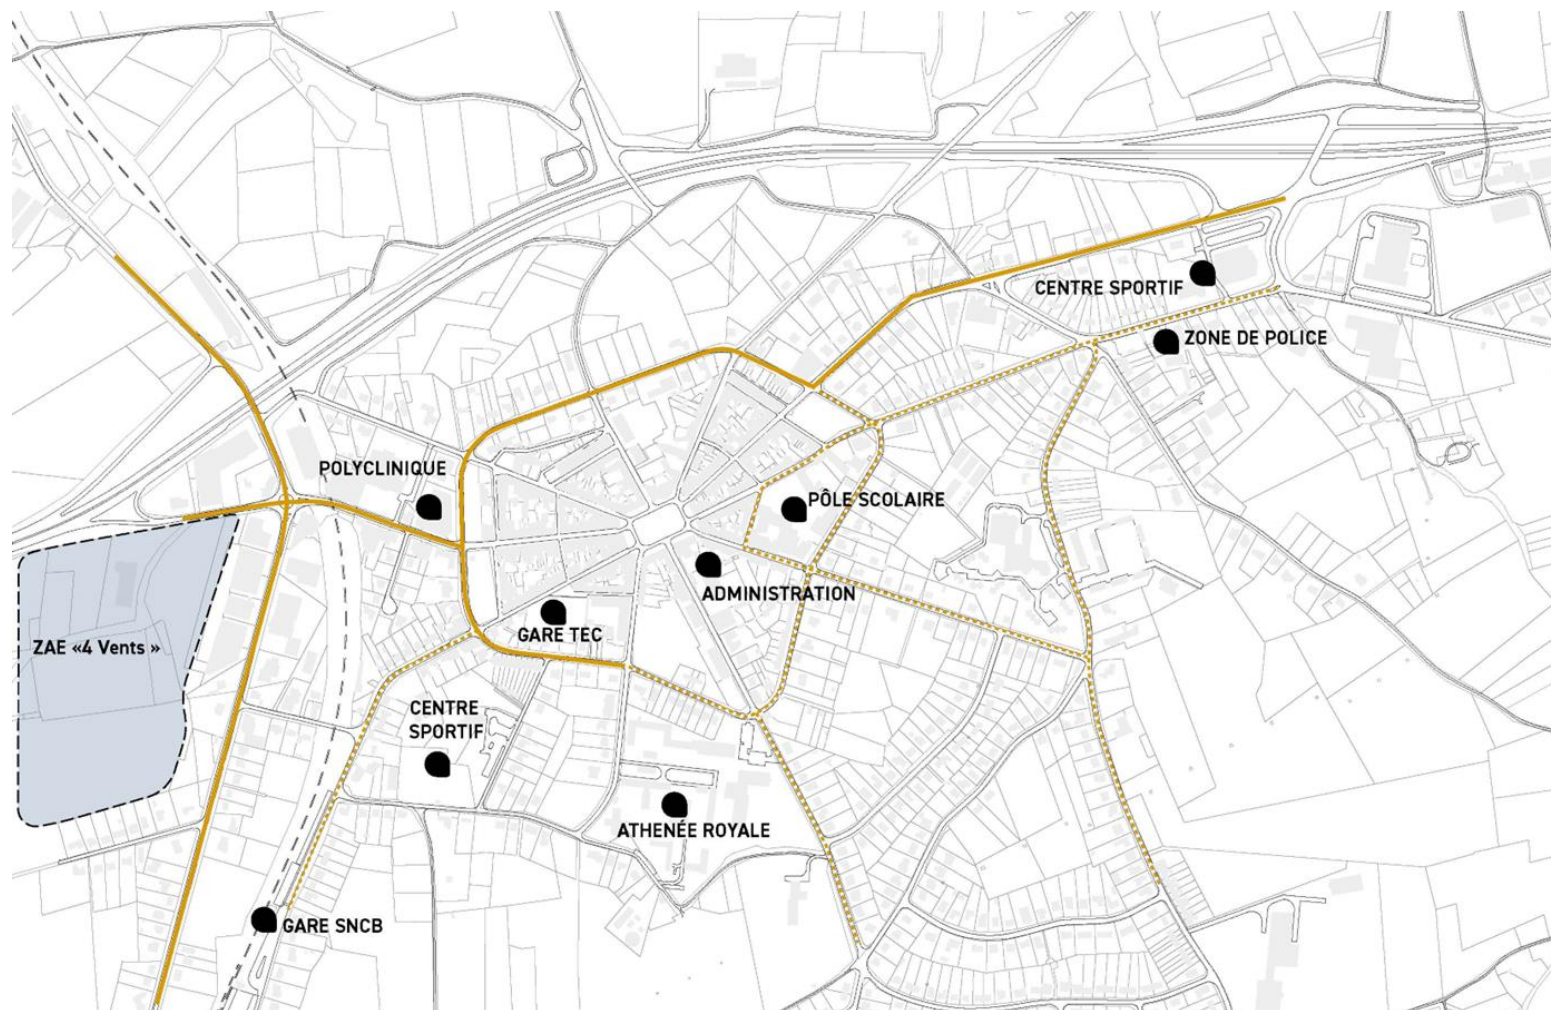 CENTRE SPORTIF
ZONE DE POLICE
POLYCLINIQUE
PÔLE SCOLAIRE
ADMINISTRATION
GARE TEC
ZAE «4 Vents »
CENTRE
SPORTIF
ATHENÉE ROYALE
GARE SNCB